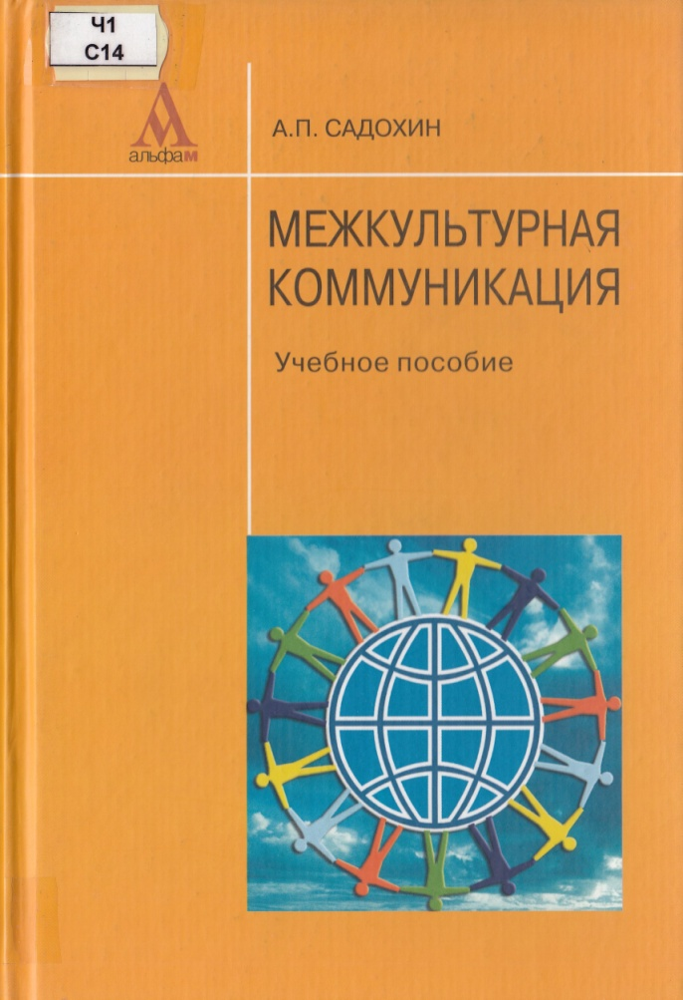 Ч1
С14
альфам
А.П. САДОХИН
МЕЖКУЛЬТУРНАЯ
КОММУНИКАЦИЯ
Учебное пособие